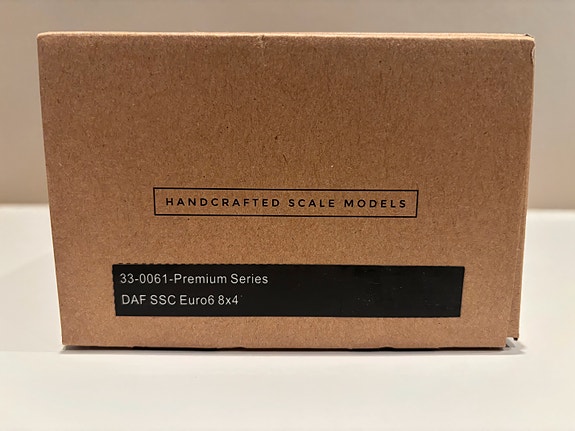 HANDCRAFTED SCALE MODELS
33-0061-Premium Series
DAF SSC Euro6 8x4